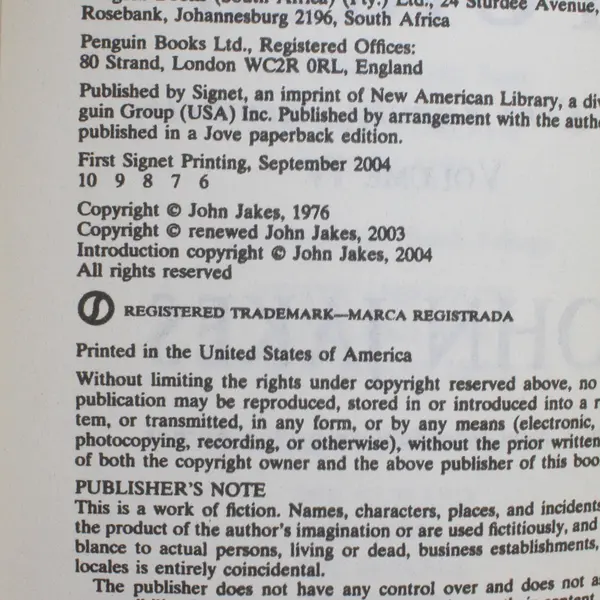 Rosebank, Johannesburg 2196, South Africa
Penguin Books Ltd., Registered Offices:
80 Strand, London WC2R 0RL, England
Published by Signet, an imprint of New American Library, a
guin Group (USA) Inc. Published by arrangement with the
published in a Jove paperback edition.
First Signet Printing, September 2004
10 9 8 7 6
Copyright © John Jakes, 1976
Copyright © renewed John Jakes, 2003
Introduction copyright © John Jakes, 2004
All rights reserved
REGISTERED TRADEMARK—MARCA REGISTRADA
Printed in the United States of America
Without limiting the rights under copyright reserved above, no
publication may be reproduced, stored in or introduced into a
tem, or transmitted, in any form, or by any means (electronic,
photocopying, recording, or otherwise), without the prior written
of both the copyright owner and the above publisher of this
PUBLISHER'S NOTE
This is a work of fiction. Names, characters, places, and incidents
the product of the author's imagination or are used fictitiously, and
blance to actual persons, living or dead, business establishments,
locales is entirely coincidental.
The publisher does not have any control over and does not